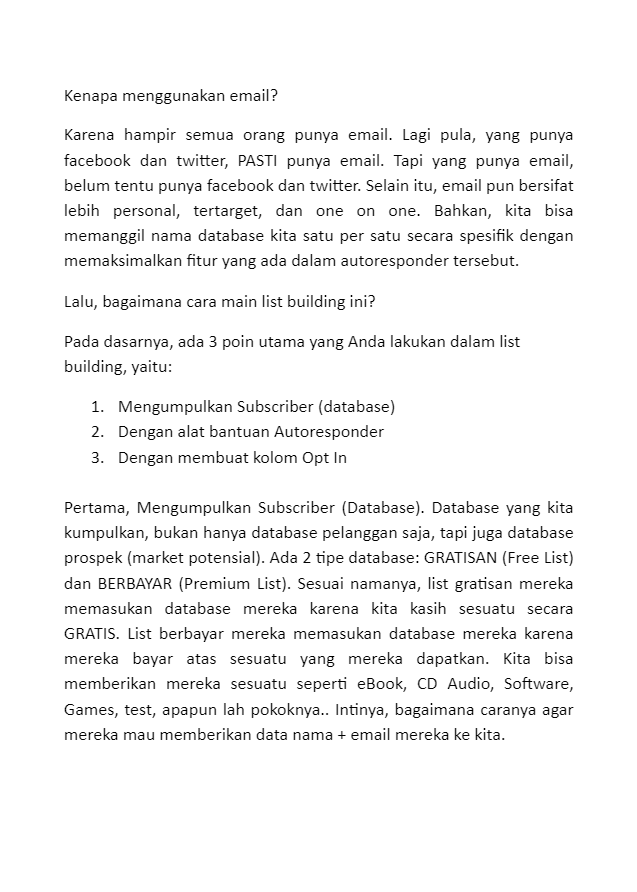 Kenapa menggunakan email?
Karena hampir semua orang punya email. Lagi pula, yang punya
facebook dan twitter, PASTI punya email. Tapi yang punya email,
belum tentu punya facebook dan twitter. Selain itu, email pun bersifat
lebih personal, tertarget, dan one on one. Bahkan, kita bisa
memanggil nama database kita satu per satu secara spesifik dengan
memaksimalkan fitur yang ada dalam autoresponder tersebut.
Lalu, bagaimana cara main list building ini?
Pada dasarnya, ada 3 poin utama yang Anda lakukan dalam list
building, yaitu:
1. Mengumpulkan Subscriber (database)
2. Dengan alat bantuan Autoresponder
3. Dengan membuat kolom Opt In
Pertama, Mengumpulkan Subscriber (Database). Database yang kita
kumpulkan, bukan hanya database pelanggan saja, tapi juga database
prospek (market potensial). Ada 2 tipe database: GRATISAN (Free List)
dan BERBAYAR (Premium List). Sesuai namanya, list gratisan mereka
memasukan database mereka karena kita kasih sesuatu secara
GRATIS. List berbayar mereka memasukan database mereka karena
mereka bayar atas sesuatu yang mereka dapatkan. Kita bisa
memberikan mereka sesuatu seperti eBook, CD Audio, Software,
Games, test, apapun lah pokoknya.. Intinya, bagaimana caranya agar
mereka mau memberikan data nama + email mereka ke kita.